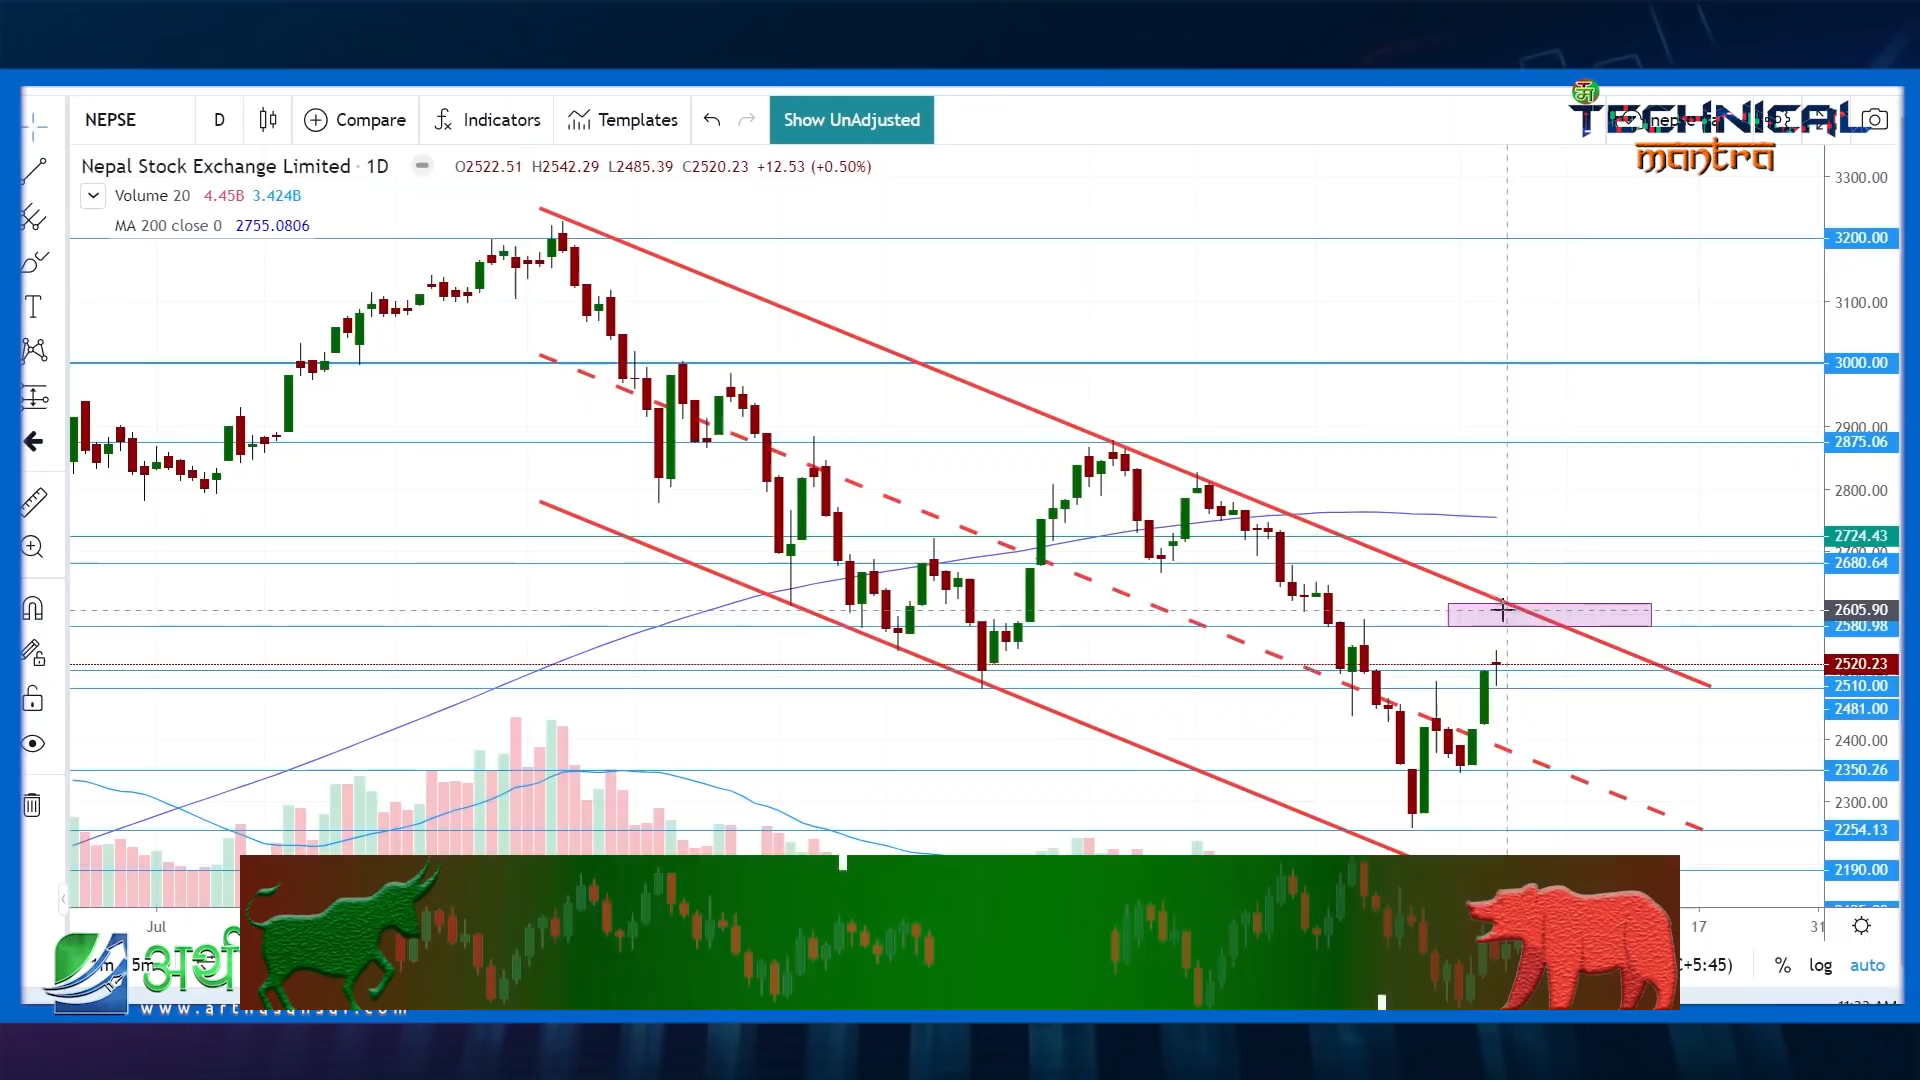 TECHNICAL
मन्त्रा
NEPSE D Compare Indicators Templates Show UnAdjusted
Nepal Stock Exchange Limited · 1D O2522.51 H2542.29 L2485.39 C2520.23 +12.53 (+0.50%)
Volume 20 4.45B 3.424B
MA 200 close 0 2755.0806
3300.00
3200.00
3100.00
3000.00
2900.00
2875.06
2800.00
2724.43
2700.00
2680.64
2605.90
2580.98
2520.23
2510.00
2481.00
2400.00
2350.26
2300.00
2254.13
2190.00
Jul 17 31
5m +5:45) % log auto